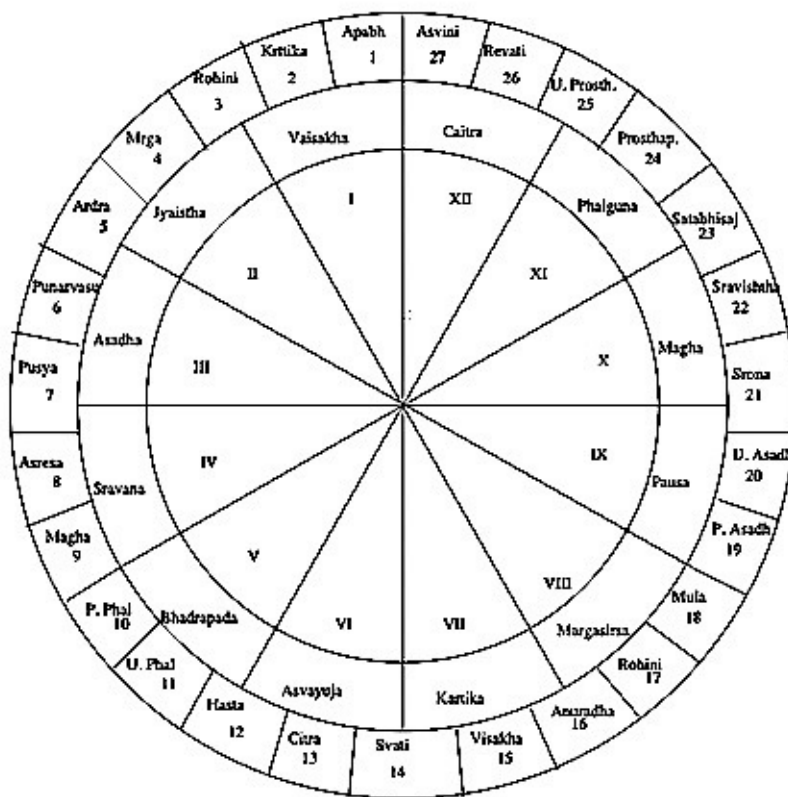 Apabh
1
Krttika
2
Rohini
3
Mrga
4
Ardra
5
Punarvasu
6
Pusya
7
Asresa
8
Magha
9
P. Phal
10
U. Phal
11
Hasta
12
Citra
13
Svati
14
Visakha
15
Anuradha
16
Rohini
17
Mula
18
P. Asadh
19
U. Asadh
20
Srona
21
Sravishtha
22
Satabhisaj
23
Prosthap.
24
U. Prosth.
25
Revati
26
Asvini
27
Vaisakha
Jyaistha
Asadha
Sravana
Bhadrapada
Asvayuja
Kartika
Margasirsa
Pausa
Magha
Phalguna
Caitra
I
II
III
IV
V
VI
VII
VIII
IX
X
XI
XII